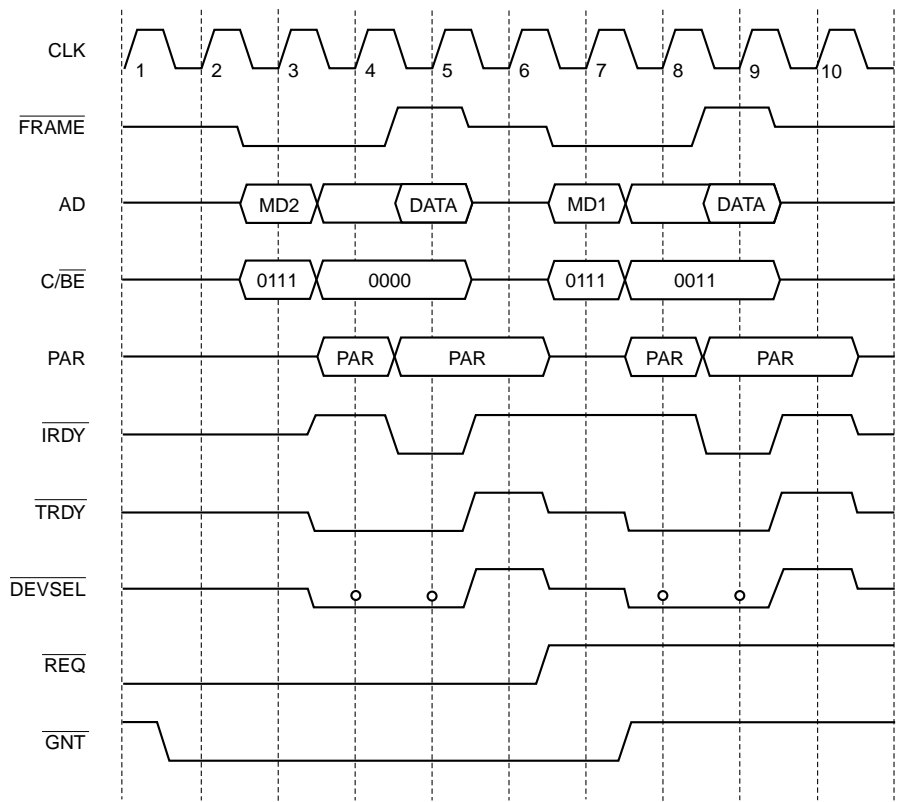 CLK
1 2 3 4 5 6 7 8 9 10
FRAME
AD MD2 DATA MD1 DATA
C/BE 0111 0000 0111 0011
PAR PAR PAR PAR PAR
IRDY
TRDY
DEVSEL
REQ
GNT